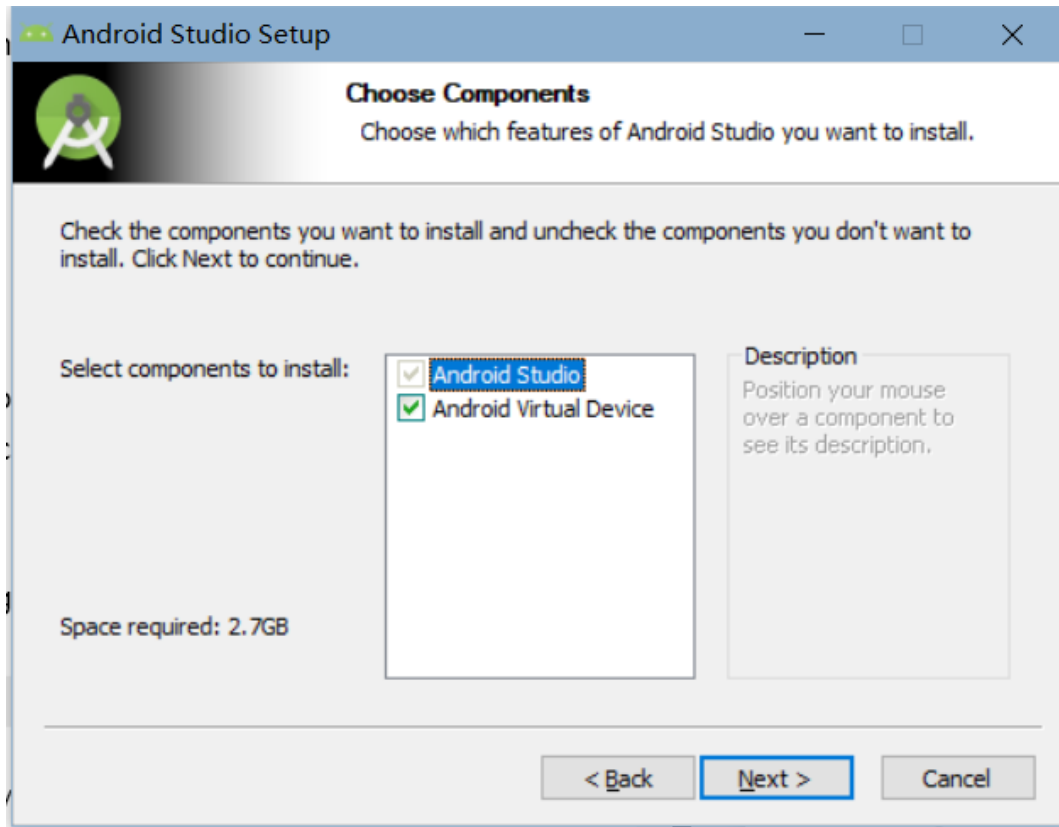 Android Studio Setup
Choose Components
Choose which features of Android Studio you want to install.
Check the components you want to install and uncheck the components you don't want to
install. Click Next to continue.
Select components to install:
Android Studio
Android Virtual Device
Description
Position your mouse
over a component to
see its description.
Space required: 2.7GB
< Back
Next >
Cancel